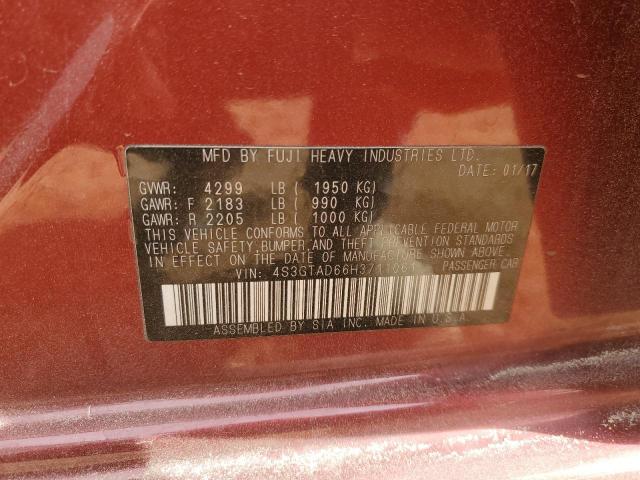 MFD BY FUJI HEAVY INDUSTRIES LTD.
DATE: 01/17
GVWR: 4299 LB ( 1950 KG)
GAWR: F 2183 LB ( 990 KG)
GAWR: R 2205 LB ( 1000 KG)
THIS VEHICLE CONFORMS TO ALL APPLICABLE FEDERAL MOTOR
VEHICLE SAFETY, BUMPER, AND THEFT PREVENTION STANDARDS
IN EFFECT ON THE DATE OF MANUFACTURE SHOWN ABOVE.
VIN: PASSENGER CAR
ASSEMBLED BY SIA INC. MADE IN U.S.A.